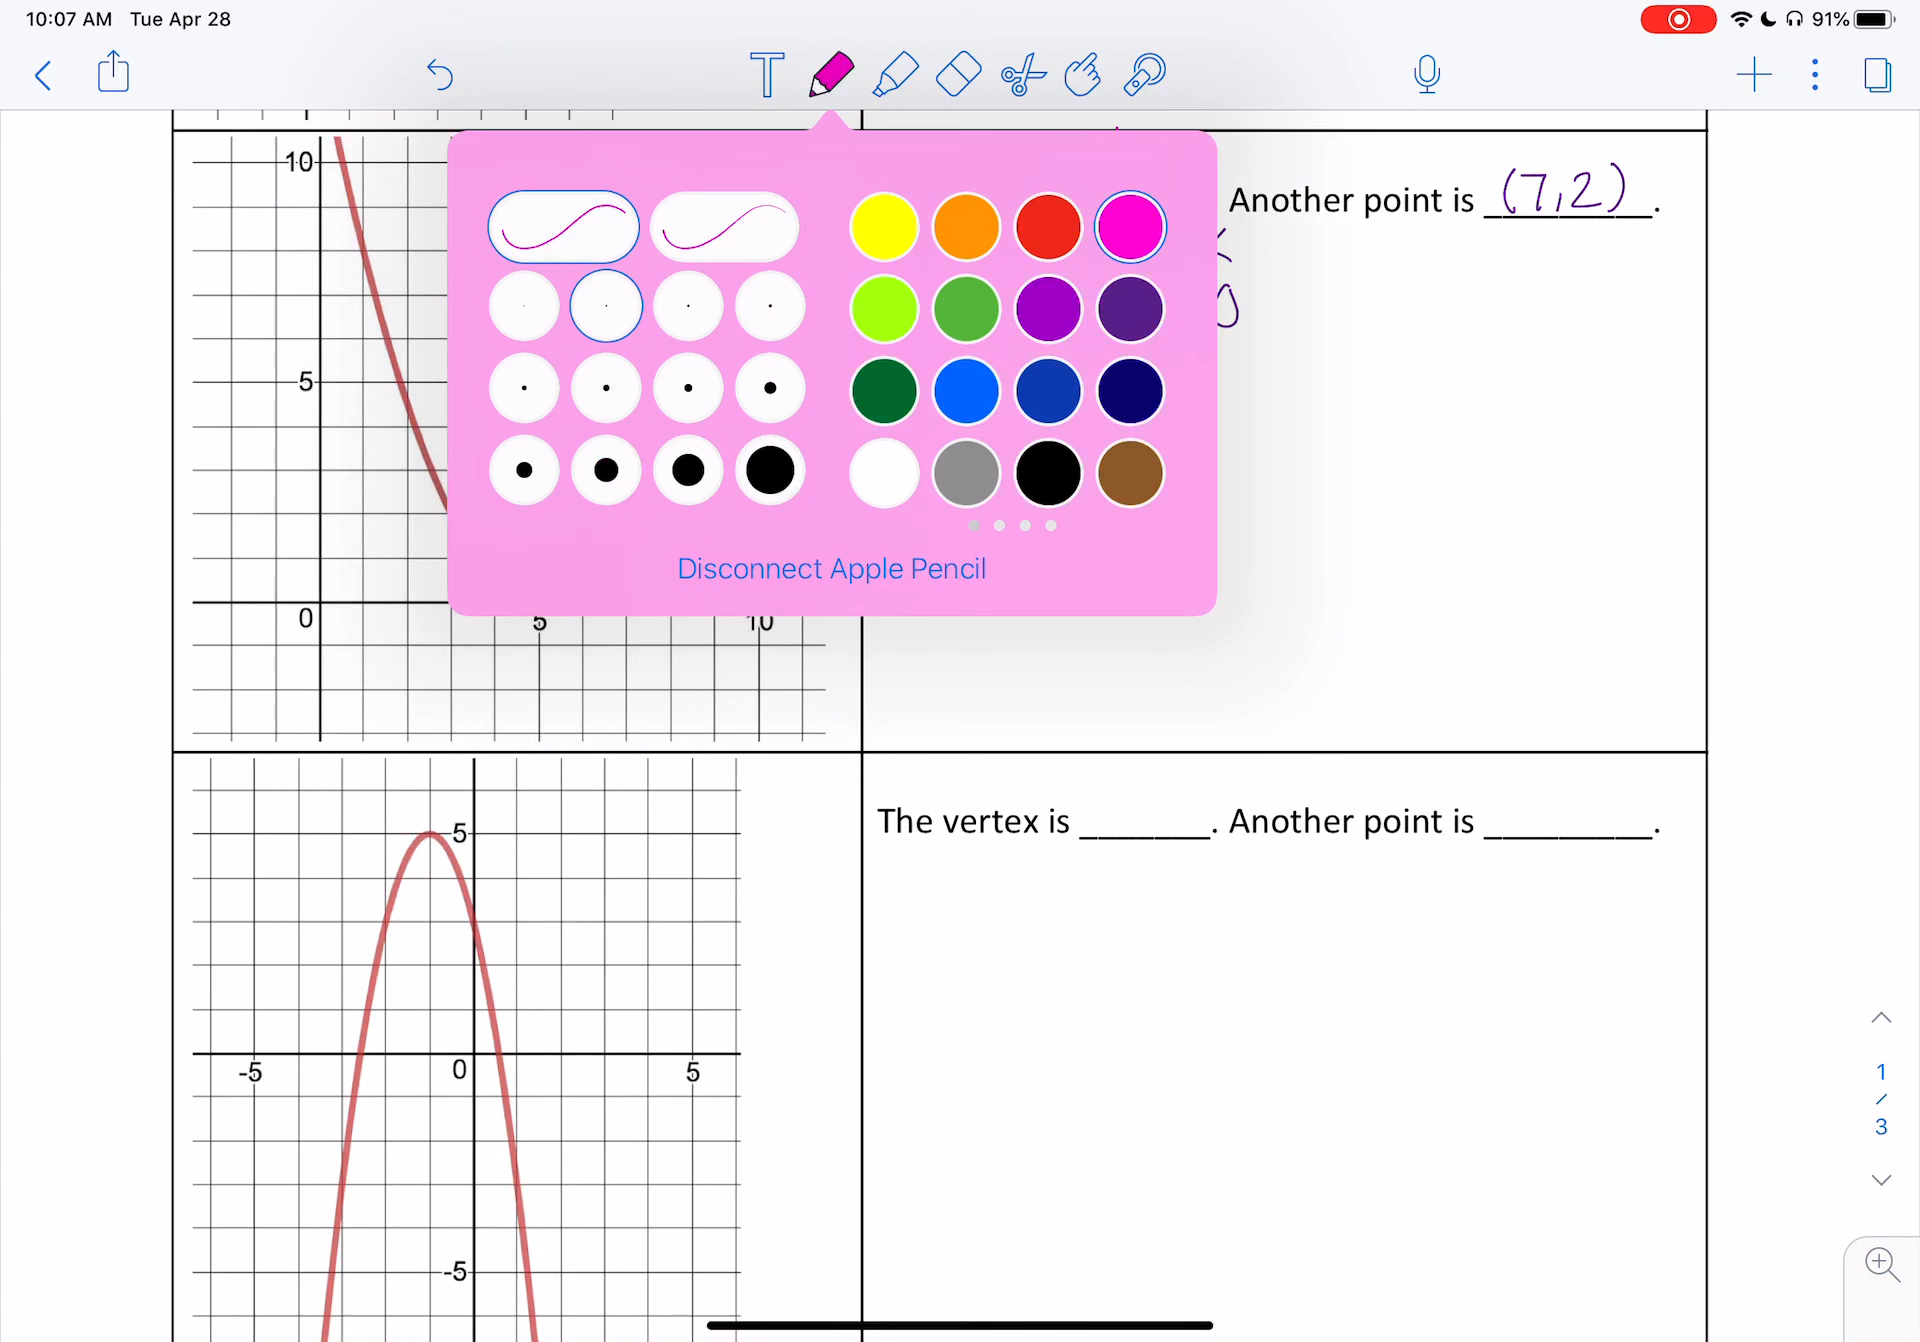 10:07 AM Tue Apr 28
91%
T
10
5
0
5
10
Another point is (7,2).
Disconnect Apple Pencil
5
-5
0
5
-5
The vertex is _______. Another point is _________.
1
/
3